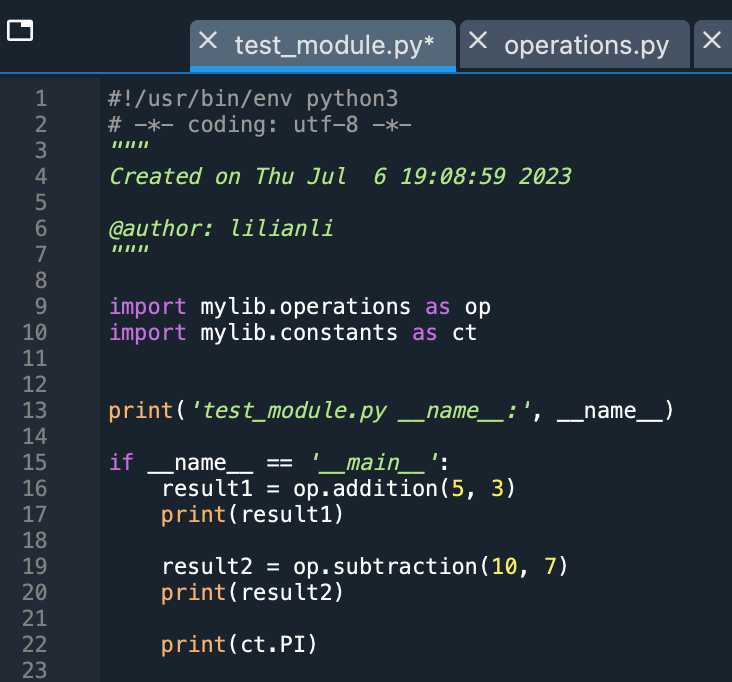 test_module.py* operations.py
1 #!/usr/bin/env python3
2 # -*- coding: utf-8 -*-
3 """
4 Created on Thu Jul  6 19:08:59 2023
5
6 @author: lilianli
7 """
8
9 import mylib.operations as op
10 import mylib.constants as ct
11
12
13 print('test_module.py __name__:', __name__)
14
15 if __name__ == '__main__':
16     result1 = op.addition(5, 3)
17     print(result1)
18
19     result2 = op.subtraction(10, 7)
20     print(result2)
21
22     print(ct.PI)
23